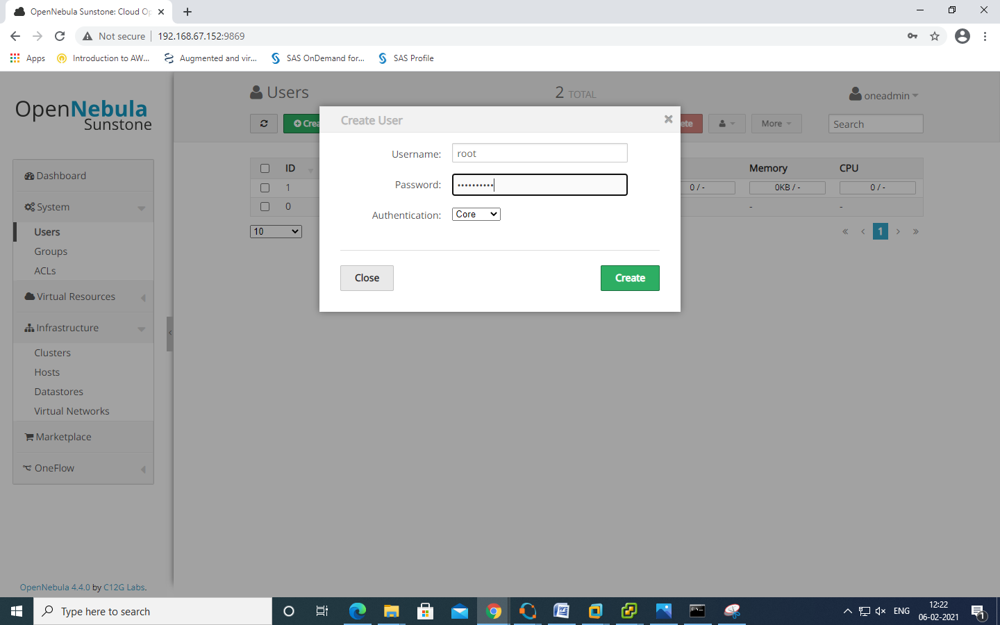 OpenNebula Sunstone: Cloud Op
Not secure
192.168.67.152:9869
Apps
Introduction to AW...
Augmented and vir...
SAS OnDemand for...
SAS Profile
OpenNebula
Sunstone
Users
2 TOTAL
oneadmin
Crea
ete
More
Search
Create User
Username:
root
Password:
••••••••••
Authentication:
Core
Close
Create
ID
Memory
CPU
1
0 / -
0KB / -
0 / -
0
-
-
10
«
‹
1
›
»
Dashboard
System
Users
Groups
ACLs
Virtual Resources
Infrastructure
Clusters
Hosts
Datastores
Virtual Networks
Marketplace
OneFlow
OpenNebula 4.4.0 by C12G Labs.
Type here to search
ENG
12:22
06-02-2021
1